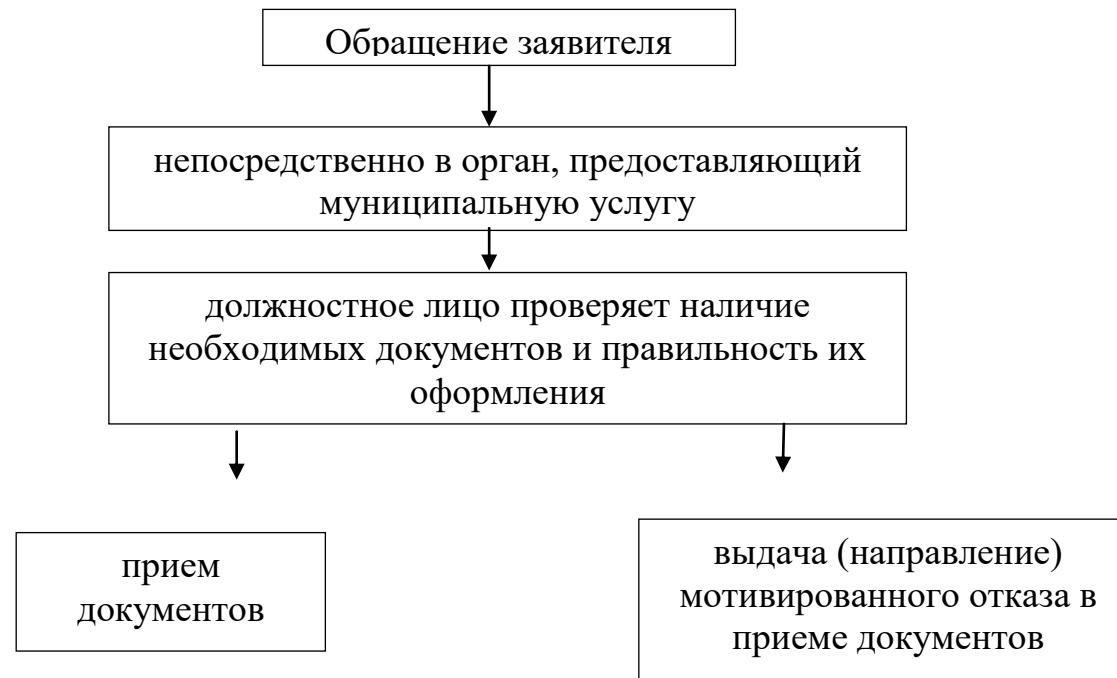 Обращение заявителя
непосредственно в орган, предоставляющий
муниципальную услугу
должностное лицо проверяет наличие
необходимых документов и правильность их
оформления
прием
документов
выдача (направление)
мотивированного отказа в
приеме документов